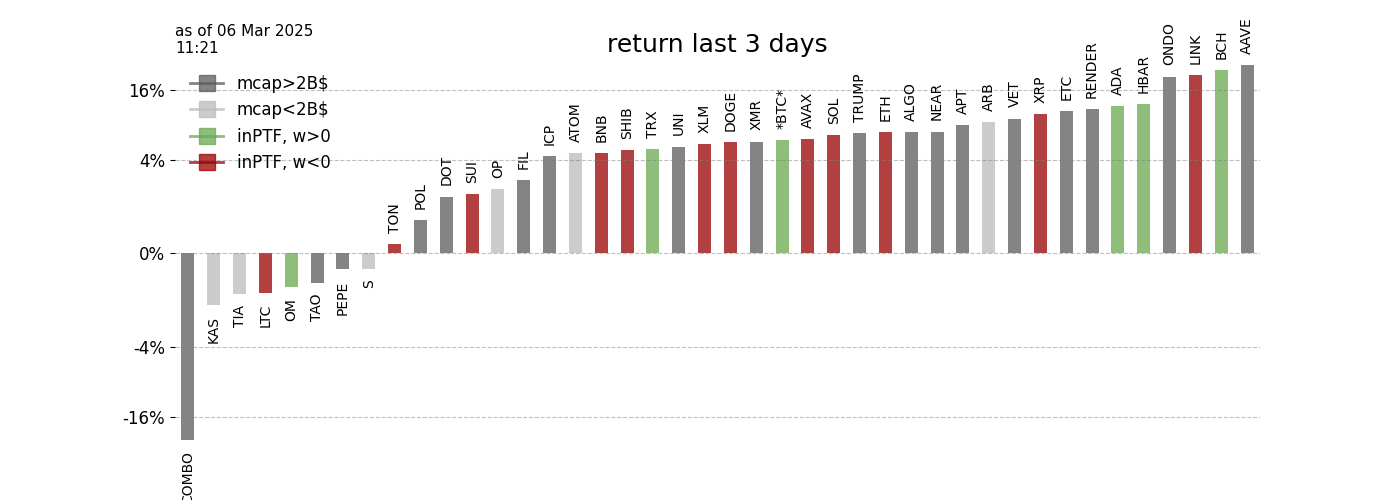 as of 06 Mar 2025
11:21
return last 3 days
mcap>2B$
mcap<2B$
inPTF, w>0
inPTF, w<0
16%
4%
0%
-4%
-16%
COMBO
KAS
TIA
LTC
OM
TAO
PEPE
S
TON
POL
DOT
SUI
OP
FIL
ICP
ATOM
BNB
SHIB
TRX
UNI
XLM
DOGE
XMR
*BTC*
AVAX
SOL
TRUMP
ETH
ALGO
NEAR
APT
ARB
VET
XRP
ETC
RENDER
ADA
HBAR
ONDO
LINK
BCH
AAVE